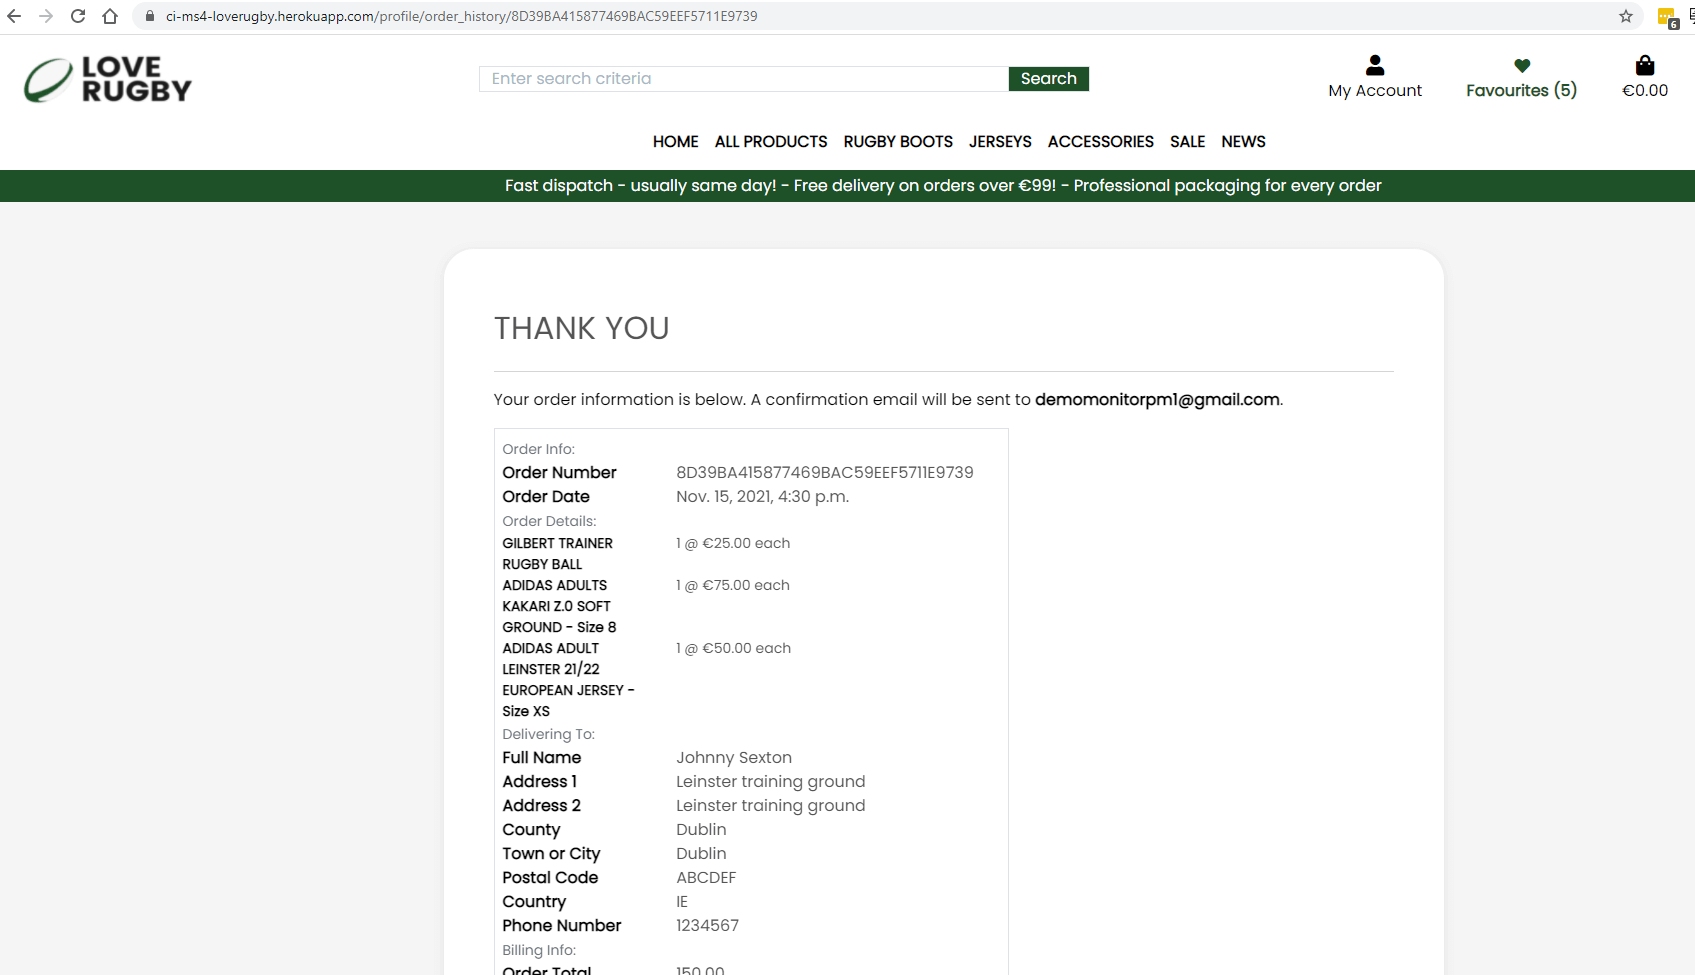 ci-ms4-loverugby.herokuapp.com/profile/order_history/8D39BA415877469BAC59EEF5711E9739
6
LOVE
RUGBY
Enter search criteria
Search
My Account
Favourites (5)
€0.00
HOME ALL PRODUCTS RUGBY BOOTS JERSEYS ACCESSORIES SALE NEWS
Fast dispatch - usually same day! - Free delivery on orders over €99! - Professional packaging for every order
THANK YOU
Your order information is below. A confirmation email will be sent to demomonitorpm1@gmail.com.
Order Info:
Order Number 8D39BA415877469BAC59EEF5711E9739
Order Date Nov. 15, 2021, 4:30 p.m.
Order Details:
GILBERT TRAINER 1 @ €25.00 each
RUGBY BALL
ADIDAS ADULTS 1 @ €75.00 each
KAKARI Z.0 SOFT
GROUND - Size 8
ADIDAS ADULT 1 @ €50.00 each
LEINSTER 21/22
EUROPEAN JERSEY -
Size XS
Delivering To:
Full Name Johnny Sexton
Address 1 Leinster training ground
Address 2 Leinster training ground
County Dublin
Town or City Dublin
Postal Code ABCDEF
Country IE
Phone Number 1234567
Billing Info:
Order Total 150.00